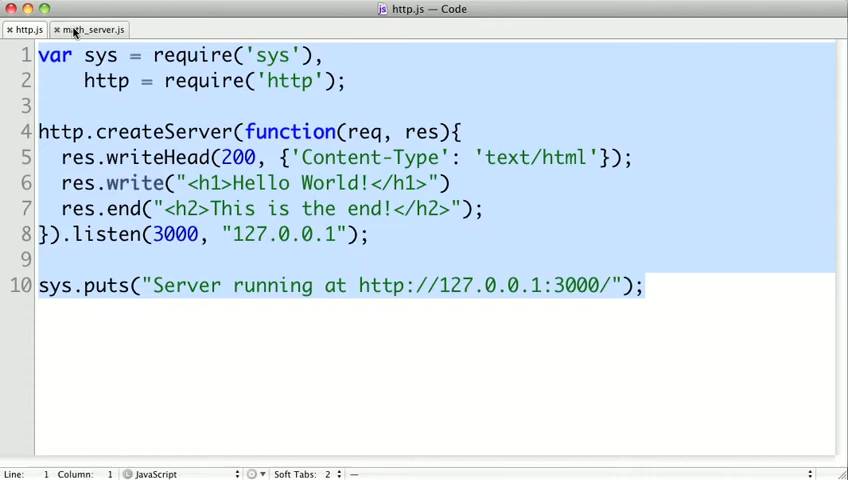 http.js — Code
http.js
math_server.js
1 var sys = require('sys'),
2 http = require('http');
3
4 http.createServer(function(req, res){
5 res.writeHead(200, {'Content-Type': 'text/html'});
6 res.write("<h1>Hello World!</h1>")
7 res.end("<h2>This is the end!</h2>");
8 }).listen(3000, "127.0.0.1");
9
10 sys.puts("Server running at http://127.0.0.1:3000/");
Line: 1 Column: 1 JavaScript Soft Tabs: 2 —